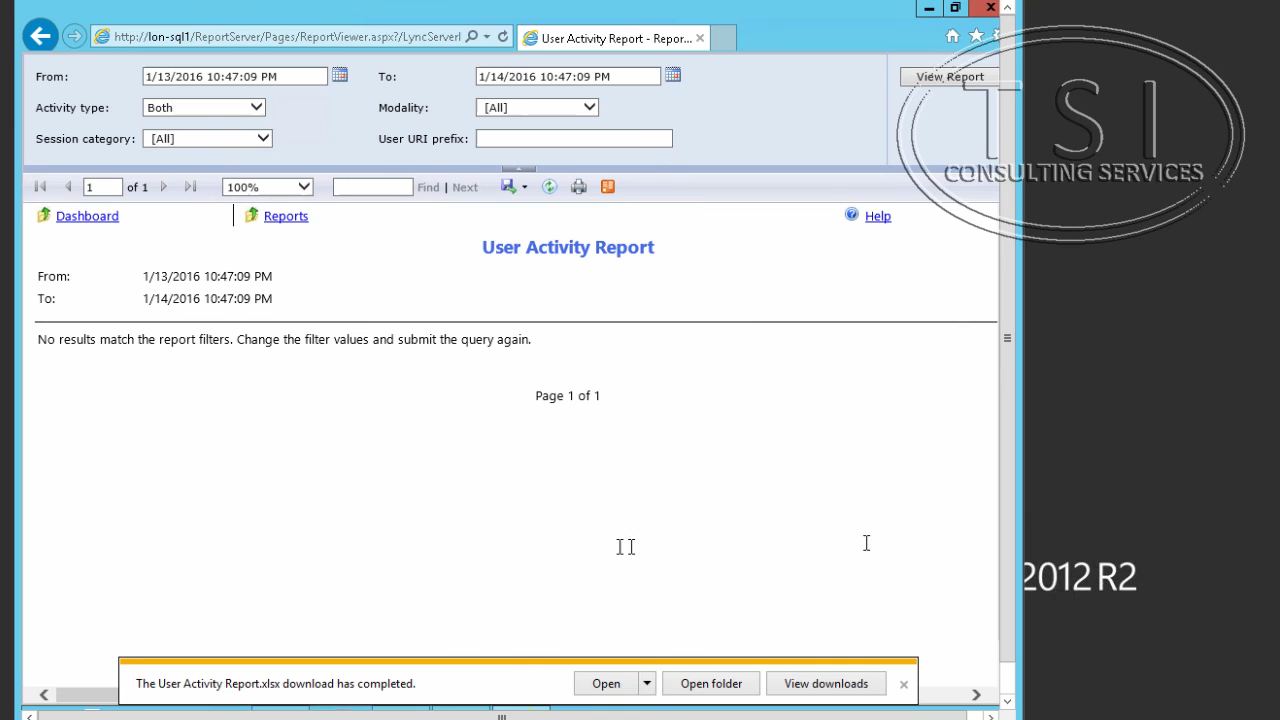 http://lon-sql1/ReportServer/Pages/ReportViewer.aspx?/LyncServerl
User Activity Report - Repor...
From: 1/13/2016 10:47:09 PM To: 1/14/2016 10:47:09 PM View Report
Activity type: Both Modality: [All]
Session category: [All] User URI prefix:
1 of 1 100% Find | Next
Dashboard Reports Help
User Activity Report
From: 1/13/2016 10:47:09 PM
To: 1/14/2016 10:47:09 PM
No results match the report filters. Change the filter values and submit the query again.
Page 1 of 1
The User Activity Report.xlsx download has completed. Open Open folder View downloads
TSI
CONSULTING SERVICES
2012 R2